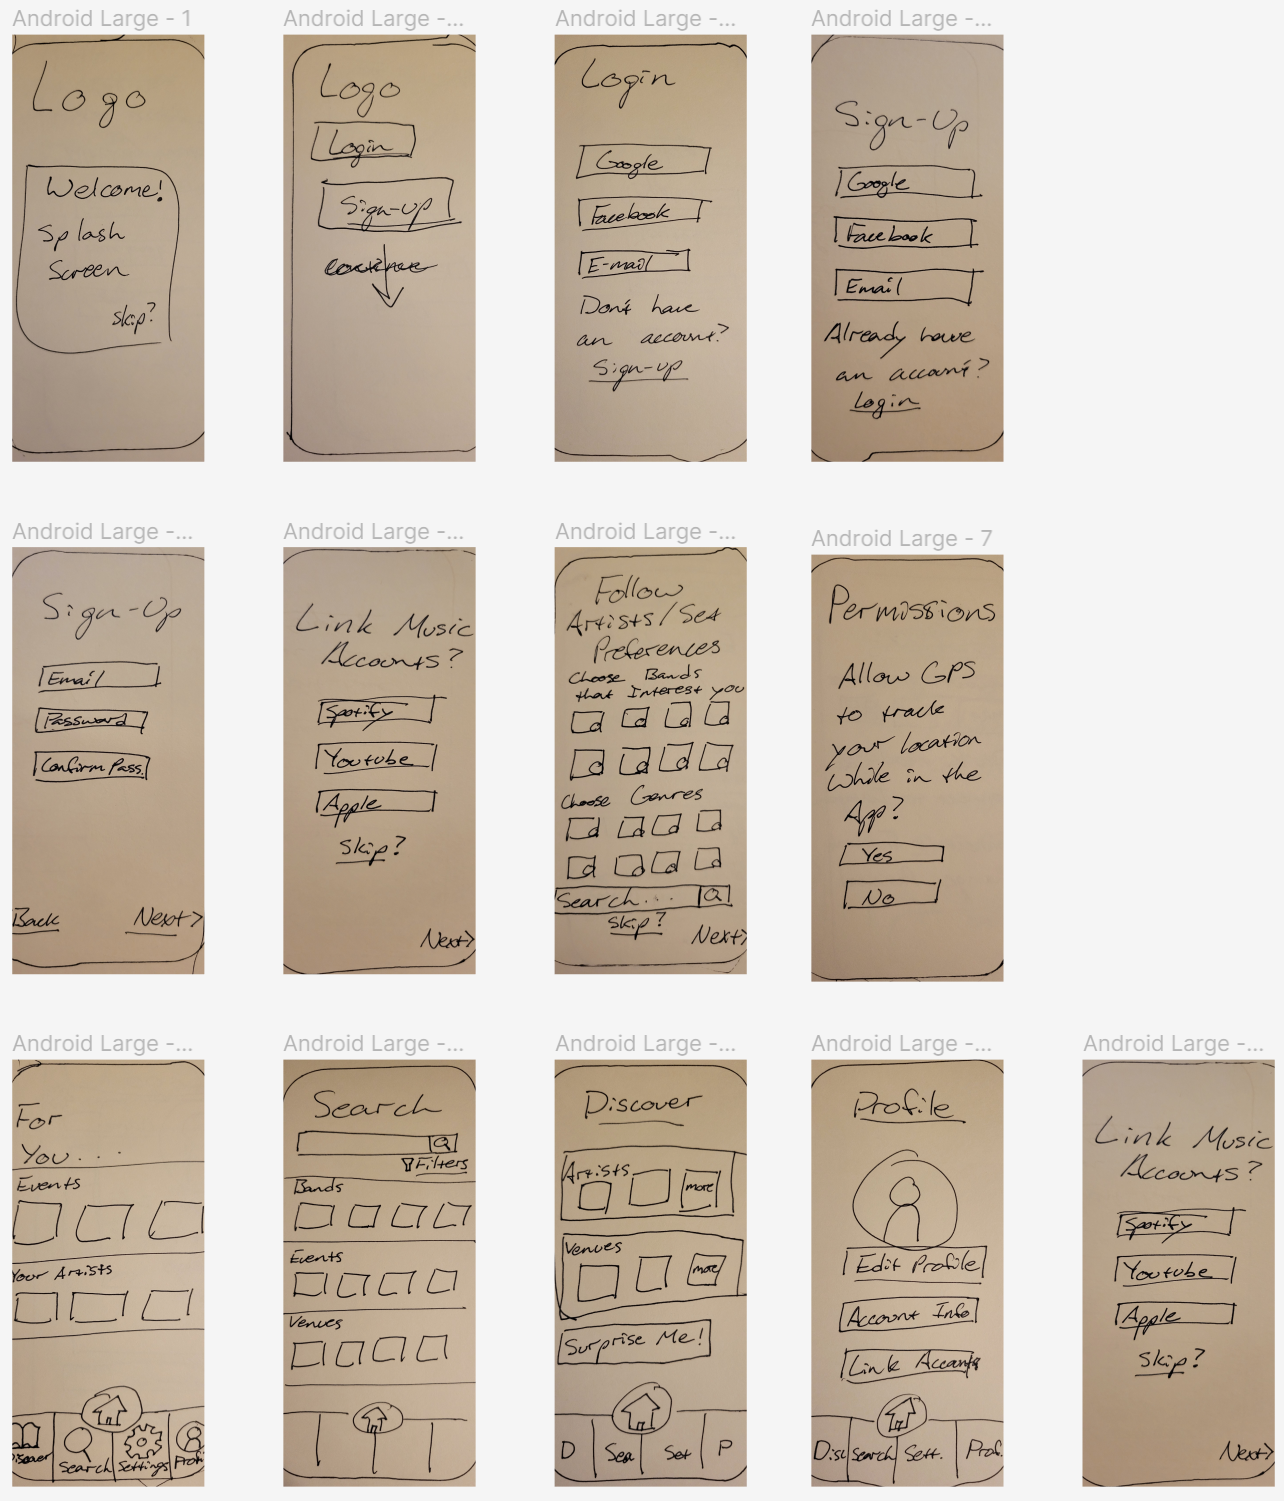 Android Large - 1
Logo
Welcome!
Splash
Screen
skip?
Android Large -...
Logo
Login
Sign-up
Android Large -...
Login
Google
Facebook
E-mail
Don't have
an account?
Sign-up
Android Large -...
Sign-Up
Google
Facebook
Email
Already have
an account?
Login
Android Large -...
Sign-Up
Email
Password
Confirm Pass.
Back
Next>
Android Large -...
Link Music
Accounts?
Spotify
Youtube
Apple
Skip?
Next>
Android Large -...
Follow
Artists/Set
Preferences
Choose Bands
that Interest you
Choose Genres
Search...
Skip?
Next>
Android Large - 7
Permissions
Allow GPS
to track
your location
while in the
App?
Yes
No
Android Large -...
For
You...
Events
Your Artists
iscover
Search
Settings
Profi
Android Large -...
Search
Filters
Bands
Events
Venues
Android Large -...
Discover
Artists
more
Venues
more
Surprise Me!
D
Sea
Set
P
Android Large -...
Profile
Edit Profile
Account Info
Link Accounts
Disc
Search
Sett.
Prof.
Android Large -...
Link Music
Accounts?
Spotify
Youtube
Apple
Skip?
Next>